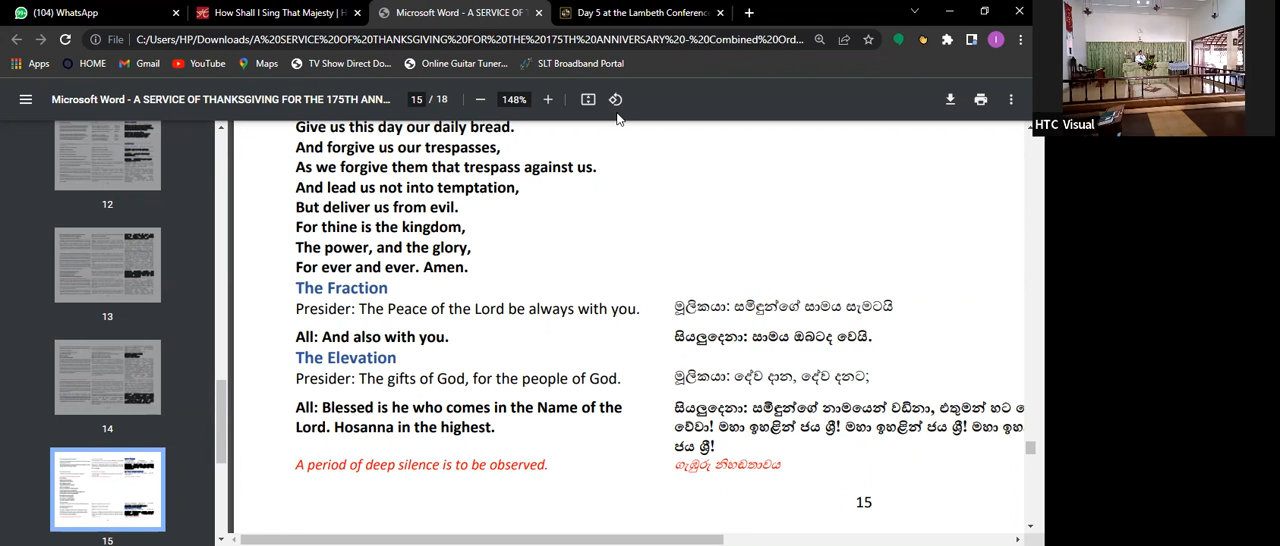 (104) WhatsApp
How Shall I Sing That Majesty | H
Microsoft Word - A SERVICE OF T
Day 5 at the Lambeth Conference
File
C:/Users/HP/Downloads/A%20SERVICE%20OF%20THANKSGIVING%20FOR%20THE%20175TH%20ANNIVERSARY%20-%20Combined%20Ord...
Apps
HOME
Gmail
YouTube
Maps
TV Show Direct Do...
Online Guitar Tuner...
SLT Broadband Portal
Microsoft Word - A SERVICE OF THANKSGIVING FOR THE 175TH ANN...
15 / 18
148%
HTC Visual
12
13
14
15
Give us this day our daily bread.
And forgive us our trespasses,
As we forgive them that trespass against us.
And lead us not into temptation,
But deliver us from evil.
For thine is the kingdom,
The power, and the glory,
For ever and ever. Amen.
The Fraction
Presider: The Peace of the Lord be always with you.
මූලිකයා: සමිඳුන්ගේ සාමය සැමටයි
All: And also with you.
සියලුදෙනා: සාමය ඔබටද වෙයි.
The Elevation
Presider: The gifts of God, for the people of God.
මූලිකයා: දේව දාන, දේව දනට;
All: Blessed is he who comes in the Name of the
Lord. Hosanna in the highest.
සියලුදෙනා: සමිඳුන්ගේ නාමයෙන් වඩිනා, එතුමන් හට
වේවා! මහා ඉහළින් ජය ශ්‍රී! මහා ඉහළින් ජය ශ්‍රී! මහා ඉහ
ජය ශ්‍රී!
A period of deep silence is to be observed.
ගැඹුරු නිහඬතාවය
15